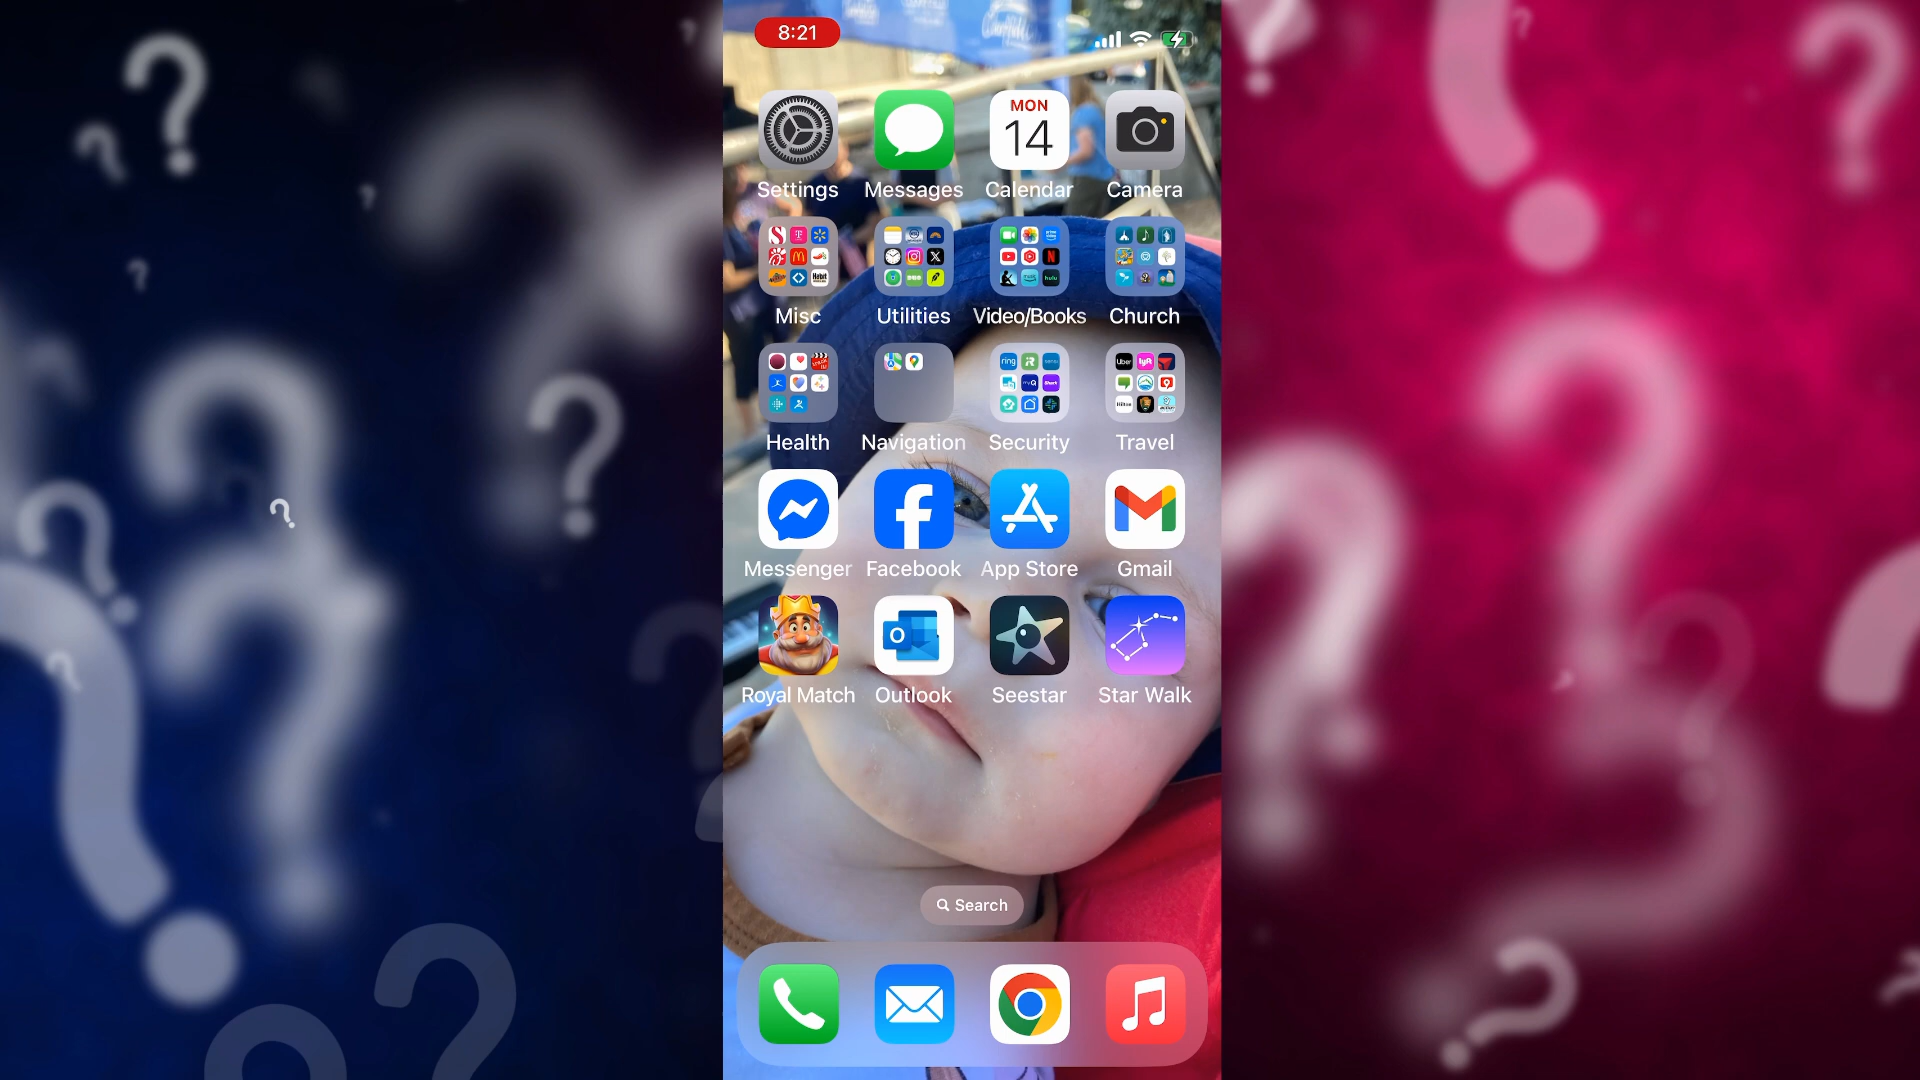 8:21
MON
14
Settings Messages Calendar Camera
Misc Utilities Video/Books Church
Health Navigation Security Travel
Messenger Facebook App Store Gmail
Royal Match Outlook Seestar Star Walk
Search